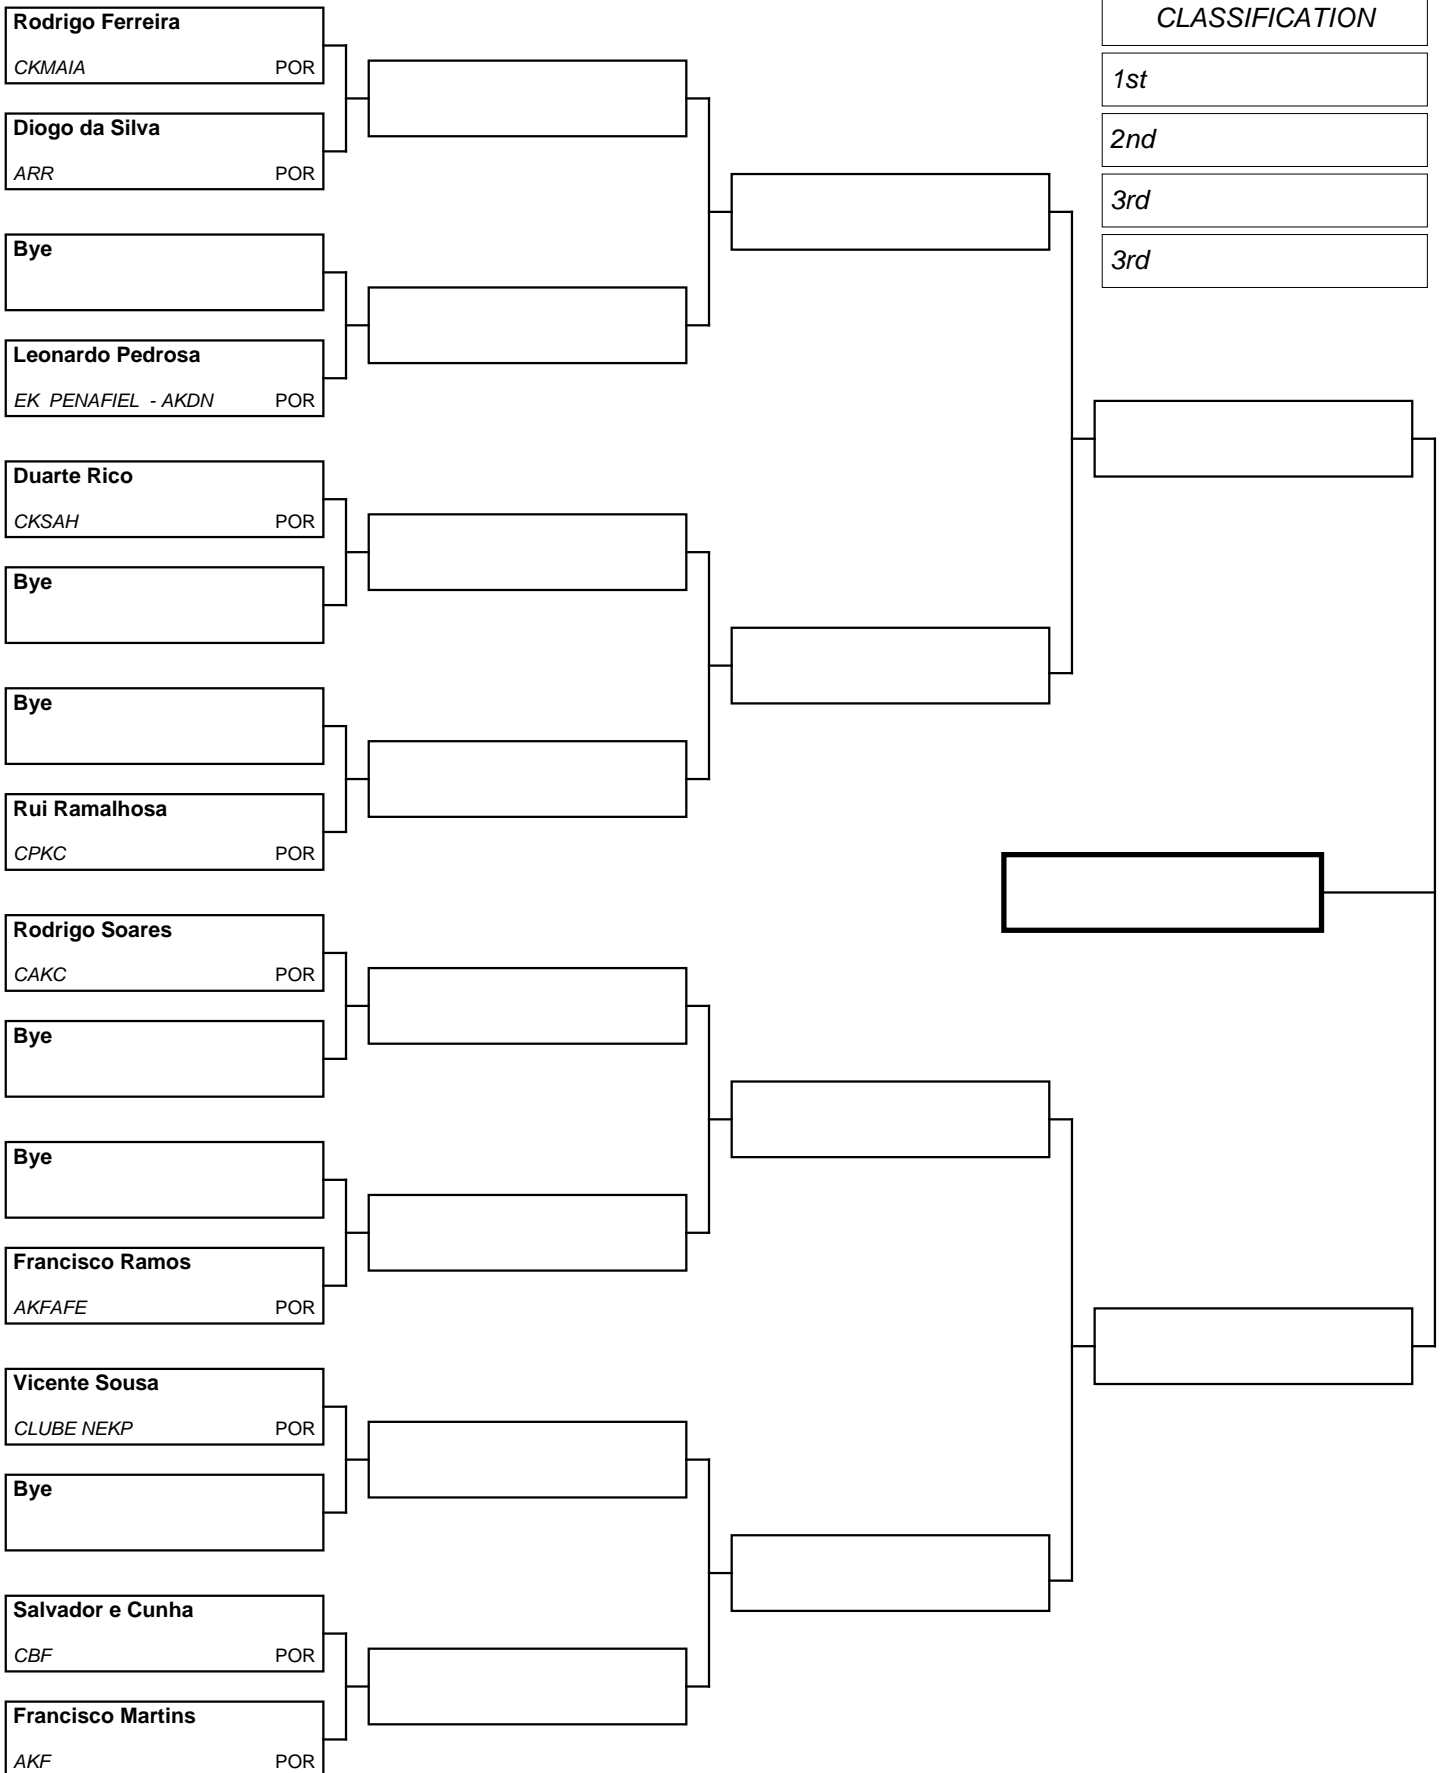 Rodrigo Ferreira
CKMAIA POR
Diogo da Silva
ARR POR
Bye
Leonardo Pedrosa
EK PENAFIEL - AKDN POR
Duarte Rico
CKSAH POR
Bye
Bye
Rui Ramalhosa
CPKC POR
Rodrigo Soares
CAKC POR
Bye
Bye
Francisco Ramos
AKFAFE POR
Vicente Sousa
CLUBE NEKP POR
Bye
Salvador e Cunha
CBF POR
Francisco Martins
AKF POR
CLASSIFICATION
1st
2nd
3rd
3rd